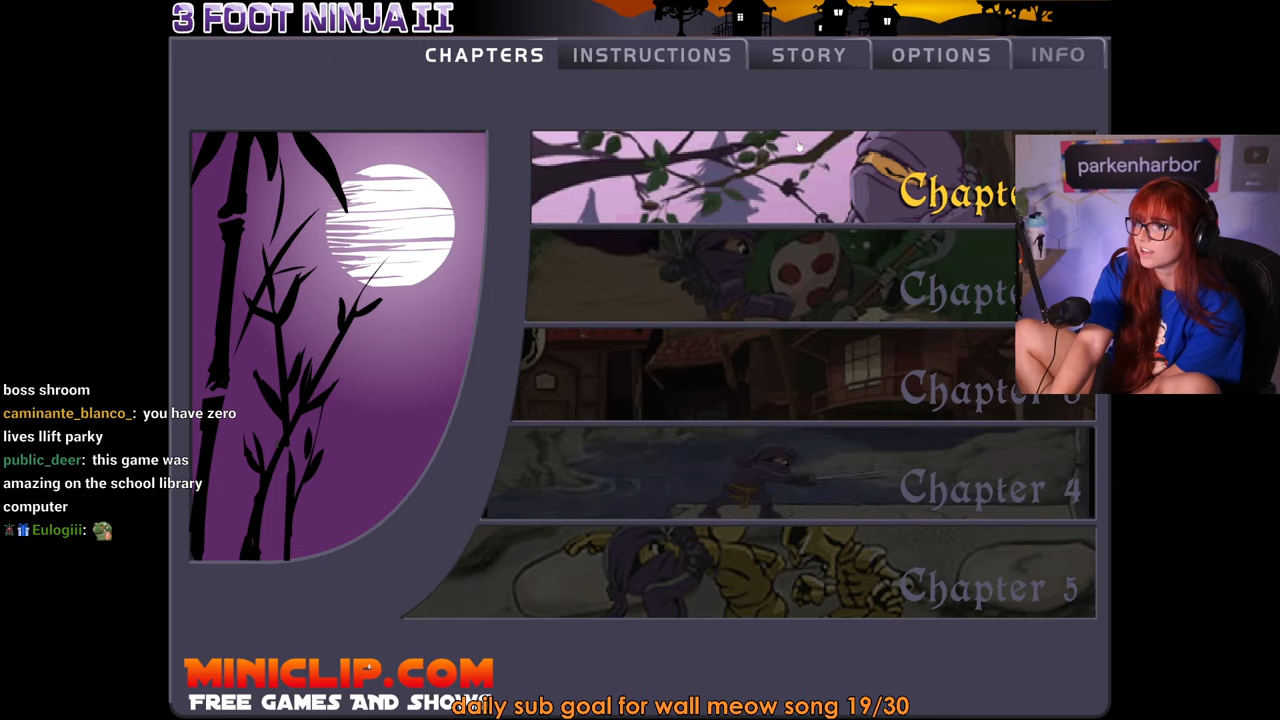 3 FOOT NINJA II
CHAPTERS
INSTRUCTIONS
STORY
OPTIONS
INFO
parkenharbor
Chapte
Chapte
Chapte
Chapter 4
Chapter 5
boss shroom
caminante_blanco_: you have zero
lives llift parky
public_deer: this game was
amazing on the school library
computer
Eulogiii:
MINICLIP.COM
FREE GAMES AND SHOWS
daily sub goal for wall meow song 19/30